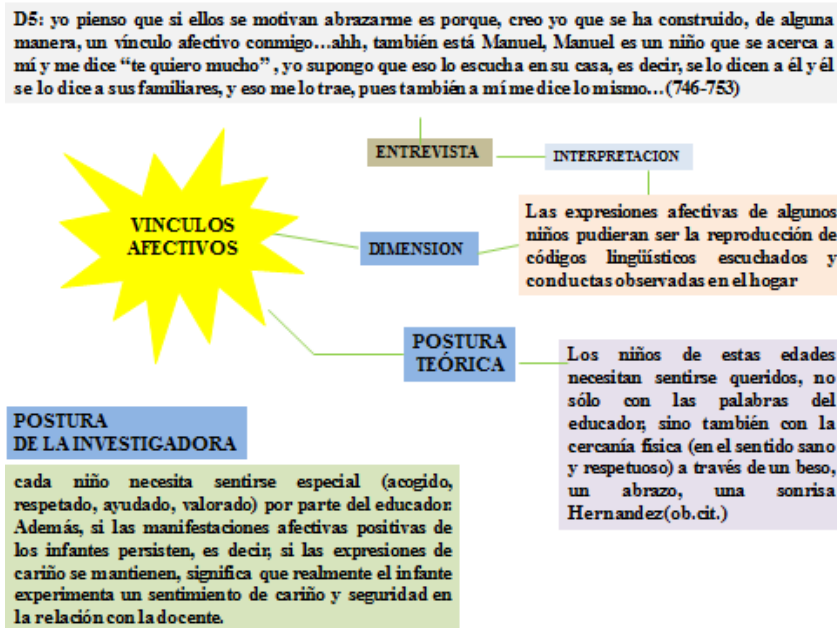 D5: yo pienso que si ellos se motivan abrazarme es porque, creo yo que se ha construido, de alguna
manera, un vínculo afectivo conmigo…ahh, también está Manuel, Manuel es un niño que se acerca a
mí y me dice “te quiero mucho” , yo supongo que eso lo escucha en su casa, es decir, se lo dicen a él y él
se lo dice a sus familiares, y eso me lo trae, pues también a mí me dice lo mismo…(746-753)
ENTREVISTA
INTERPRETACION
VINCULOS
AFECTIVOS
DIMENSION
Las expresiones afectivas de algunos
niños pudieran ser la reproducción de
códigos lingüísticos escuchados y
conductas observadas en el hogar
POSTURA
TEÓRICA
Los niños de estas edades
necesitan sentirse queridos, no
sólo con las palabras del
educador, sino también con la
cercanía física (en el sentido sano
y respetuoso) a través de un beso,
un abrazo, una sonrisa
Hernandez(ob.cit.)
POSTURA
DE LA INVESTIGADORA
cada niño necesita sentirse especial (acogido,
respetado, ayudado, valorado) por parte del educador.
Además, si las manifestaciones afectivas positivas de
los infantes persisten, es decir, si las expresiones de
cariño se mantienen, significa que realmente el infante
experimenta un sentimiento de cariño y seguridad en
la relación con la docente.